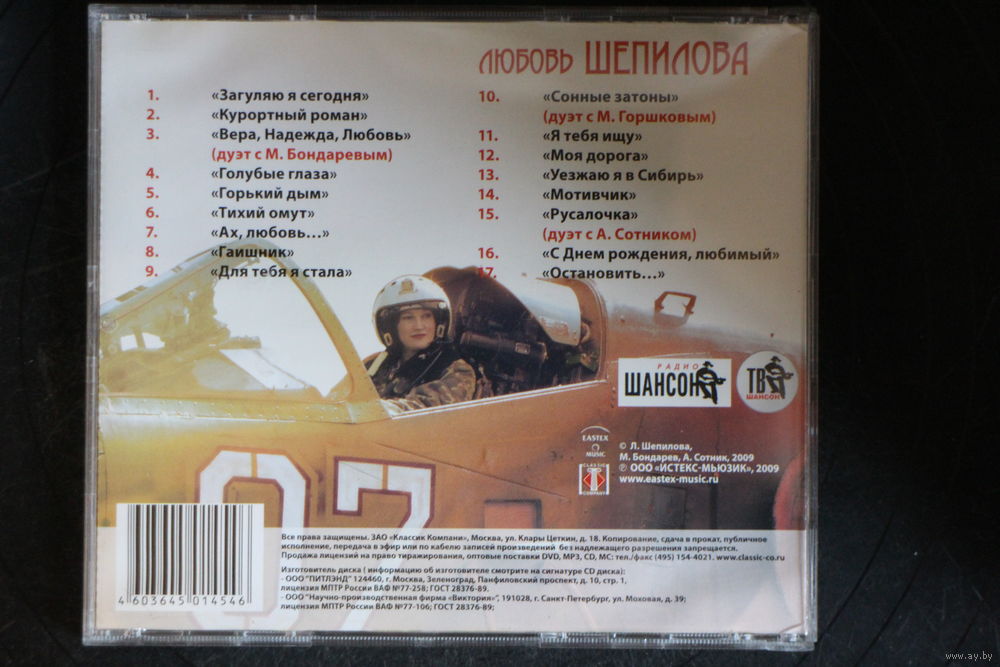 ЛЮБОВЬ ШЕПИЛОВА
1. «Загуляю я сегодня»
2. «Курортный роман»
3. «Вера, Надежда, Любовь»
(дуэт с М. Бондаревым)
4. «Голубые глаза»
5. «Горький дым»
6. «Тихий омут»
7. «Ах, любовь...»
8. «Гаишник»
9. «Для тебя я стала»
10. «Сонные затоны»
(дуэт с М. Горшковым)
11. «Я тебя ищу»
12. «Моя дорога»
13. «Уезжаю я в Сибирь»
14. «Мотивчик»
15. «Русалочка»
(дуэт с А. Сотником)
16. «С Днем рождения, любимый»
17. «Остановить...»
РАДИО
ШАНСОН
ТВ
ШАНСОН
EASTEX
MUSIC
CLASSIC
COMPANY
© Л. Шепилова,
М. Бондарев, А. Сотник, 2009
℗ ООО «ИСТЕКС-МЬЮЗИК», 2009
www.eastex-music.ru
07
Все права защищены. ЗАО «Классик Компани», Москва, ул. Клары Цеткин, д. 18. Копирование, сдача в прокат, публичное
исполнение, передача в эфир или по кабелю записей произведений без надлежащего разрешения запрещается.
Продажа лицензий на право тиражирования, оптовые поставки DVD, MP3, CD, MC: тел./факс (495) 154-4021. www.classic-co.ru
Изготовитель диска ( информацию об изготовителе смотрите на сигнатуре CD диска):
- ООО "ПИТЛЭНД" 124460, г. Москва, Зеленоград, Панфиловский проспект, д. 10, стр. 1,
лицензия МПТР России ВАФ №77-258; ГОСТ 28376-89;
- ООО "Научно-производственная фирма «Виктория»", 191028, г. Санкт-Петербург, ул. Моховая, д. 39;
лицензия МПТР России ВАФ №77-106; ГОСТ 28376-89;
4 603645 014546
www.ay.by